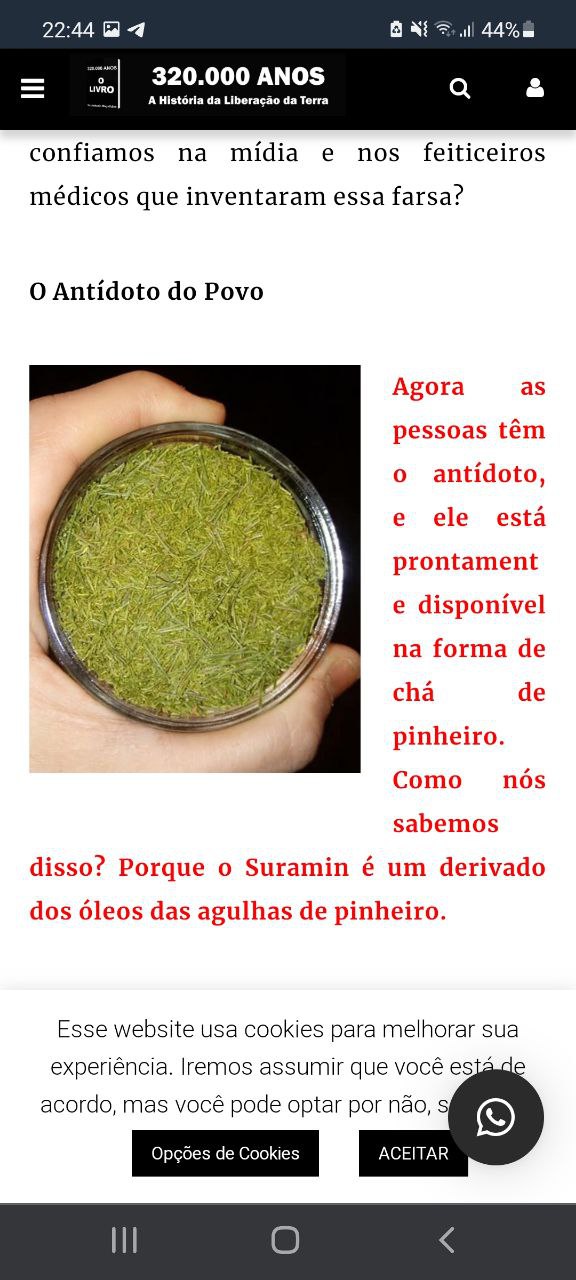 22:44
44%
320.000 ANOS
O
LIVRO
320.000 ANOS
A História da Liberação da Terra
confiamos na mídia e nos feiticeiros
médicos que inventaram essa farsa?
O Antídoto do Povo
Agora as
pessoas têm
o antídoto,
e ele está
prontament
e disponível
na forma de
chá de
pinheiro.
Como nós
sabemos
disso? Porque o Suramin é um derivado
dos óleos das agulhas de pinheiro.
Esse website usa cookies para melhorar sua
experiência. Iremos assumir que você está de
acordo, mas você pode optar por não, s
Opções de Cookies
ACEITAR